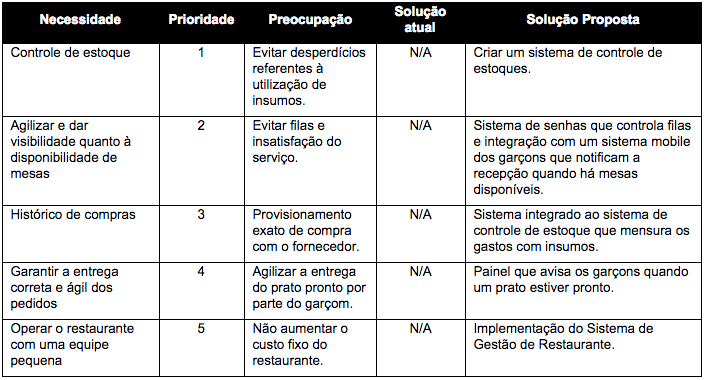 Necessidade Prioridade Preocupação Solução atual Solução Proposta
Controle de estoque 1 Evitar desperdícios referentes à utilização de insumos. N/A Criar um sistema de controle de estoques.
Agilizar e dar visibilidade quanto à disponibilidade de mesas 2 Evitar filas e insatisfação do serviço. N/A Sistema de senhas que controla filas e integração com um sistema mobile dos garçons que notificam a recepção quando há mesas disponíveis.
Histórico de compras 3 Provisionamento exato de compra com o fornecedor. N/A Sistema integrado ao sistema de controle de estoque que mensura os gastos com insumos.
Garantir a entrega correta e ágil dos pedidos 4 Agilizar a entrega do prato pronto por parte do garçom. N/A Painel que avisa os garçons quando um prato estiver pronto.
Operar o restaurante com uma equipe pequena 5 Não aumentar o custo fixo do restaurante. N/A Implementação do Sistema de Gestão de Restaurante.